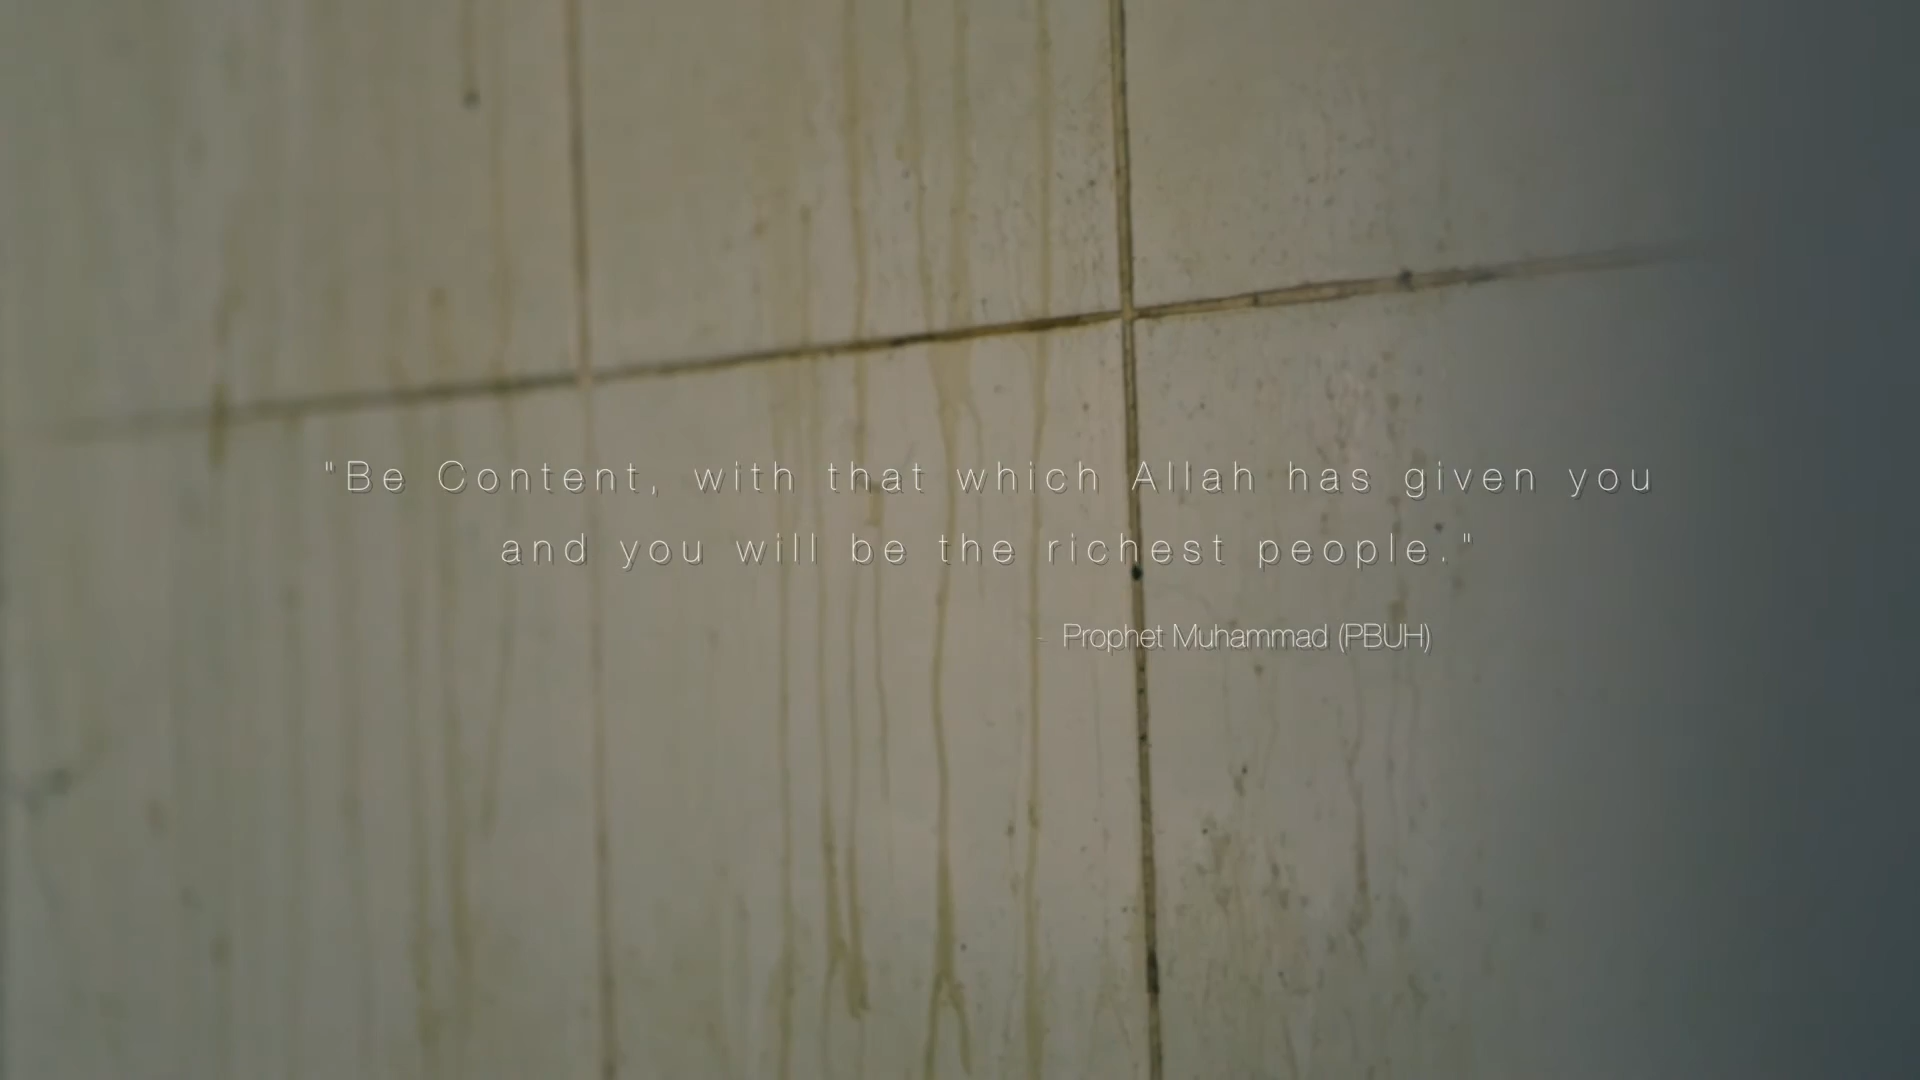 "Be Content, with that which Allah has given you
and you will be the richest people."
- Prophet Muhammad (PBUH)